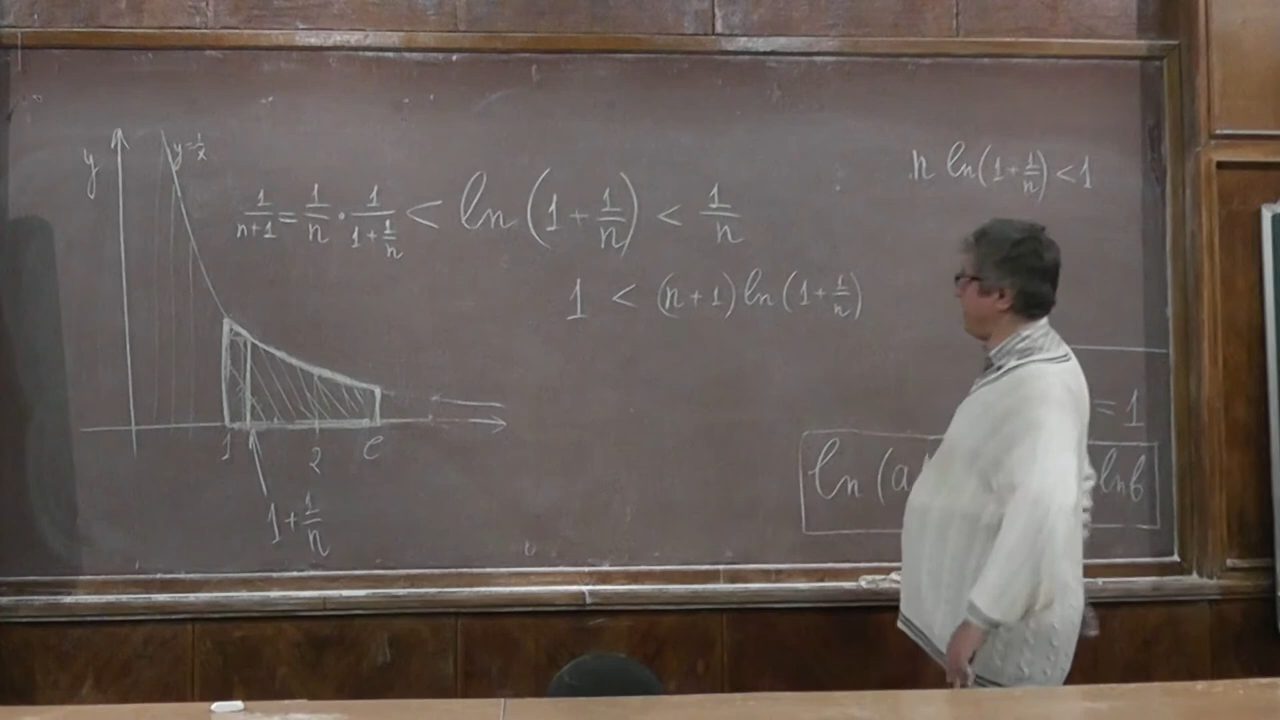 y
y=1/x
1/(n+1) = 1/n · 1/(1+1/n) < ln(1+1/n) < 1/n
1 < (n+1) ln(1+1/n)
n ln(1+1/n) < 1
= 1
ln(a
lnb
1
2
e
1+1/n